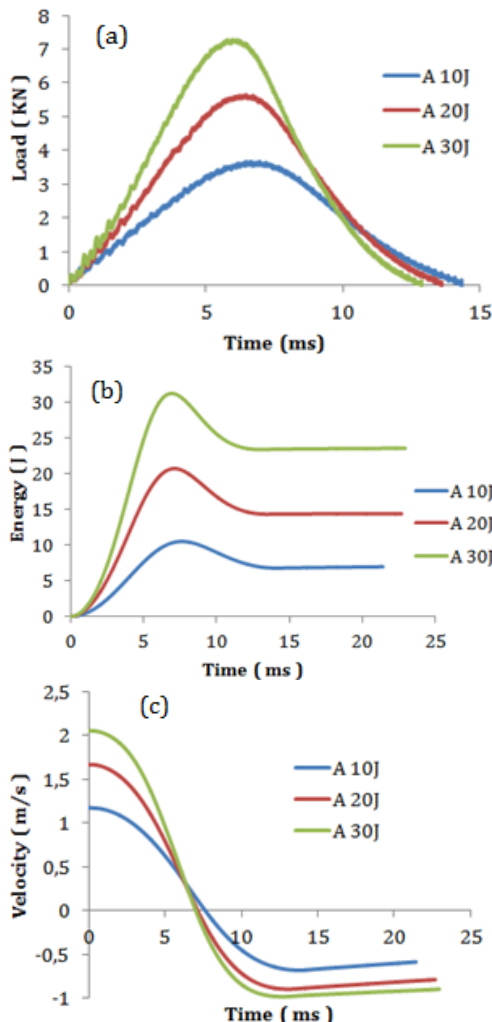 (a)
8
7
6
5
4
3
2
1
0
Load ( KN )
A 10J
A 20J
A 30J
0 5 10 15
Time (ms)
(b)
35
30
25
20
15
10
5
0
Energy ( J )
A 10J
A 20J
A 30J
0 5 10 15 20 25
Time ( ms )
(c)
2,5
2
1,5
1
0,5
0
-0,5
-1
Velocity ( m/s )
A 10J
A 20J
A 30J
0 5 10 15 20 25
Time ( ms )